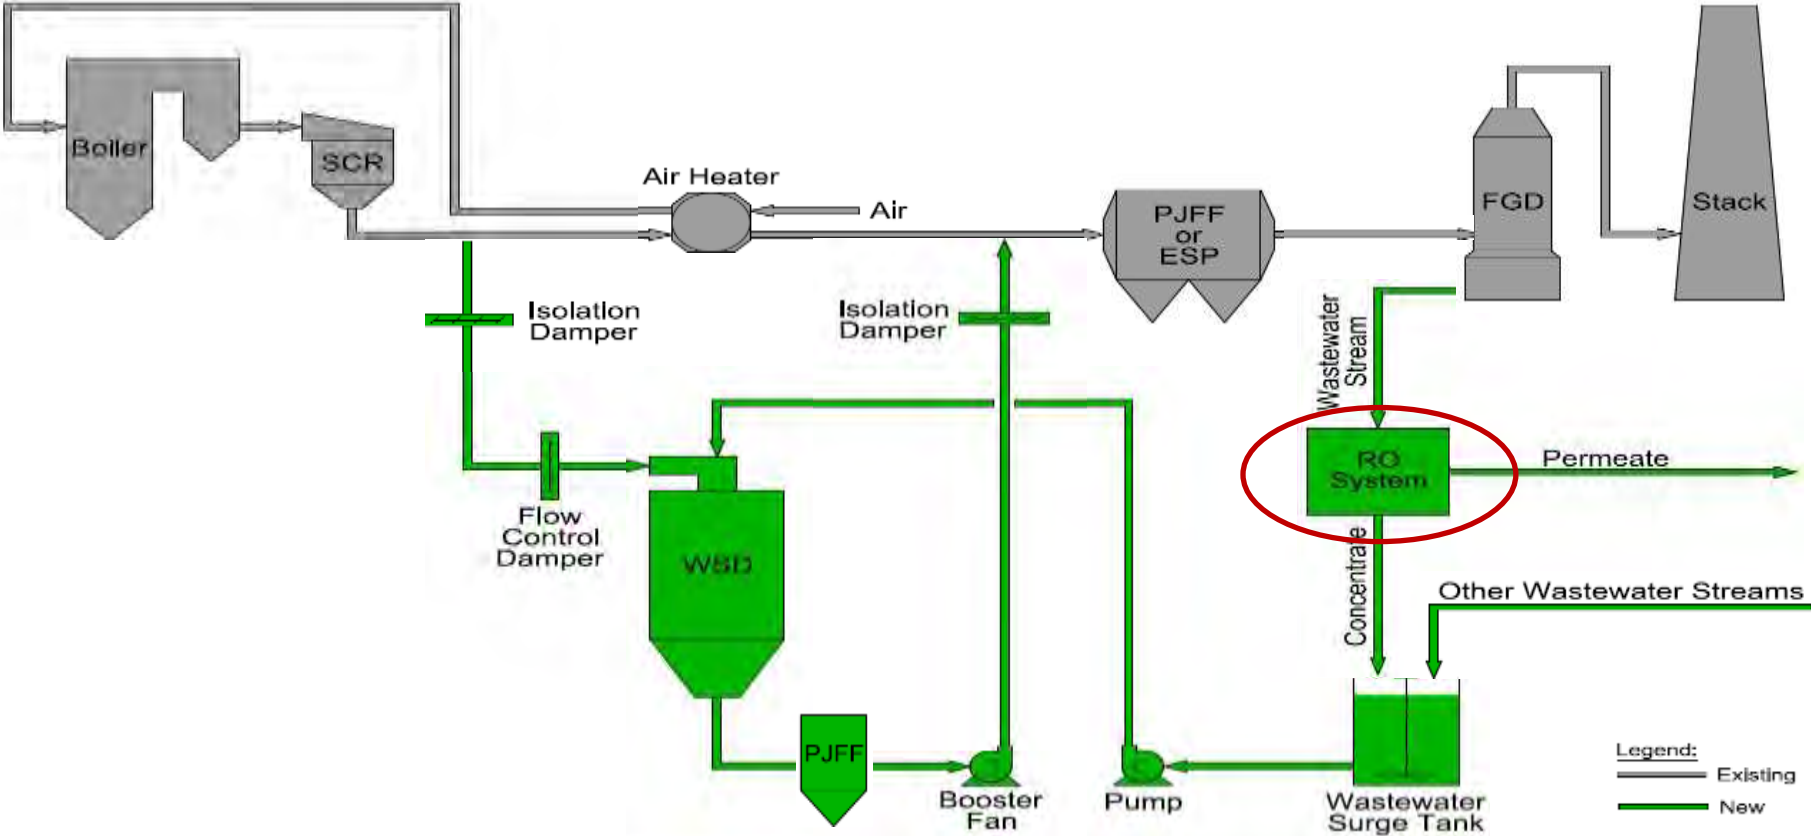 Boiler
SCR
Air Heater
Air
PJFF
or
ESP
FGD
Stack
Isolation
Damper
Isolation
Damper
Wastewater
Stream
RO
System
Permeate
Flow
Control
Damper
WSD
Concentrate
Other Wastewater Streams
PJFF
Booster
Fan
Pump
Wastewater
Surge Tank
Legend:
Existing
New